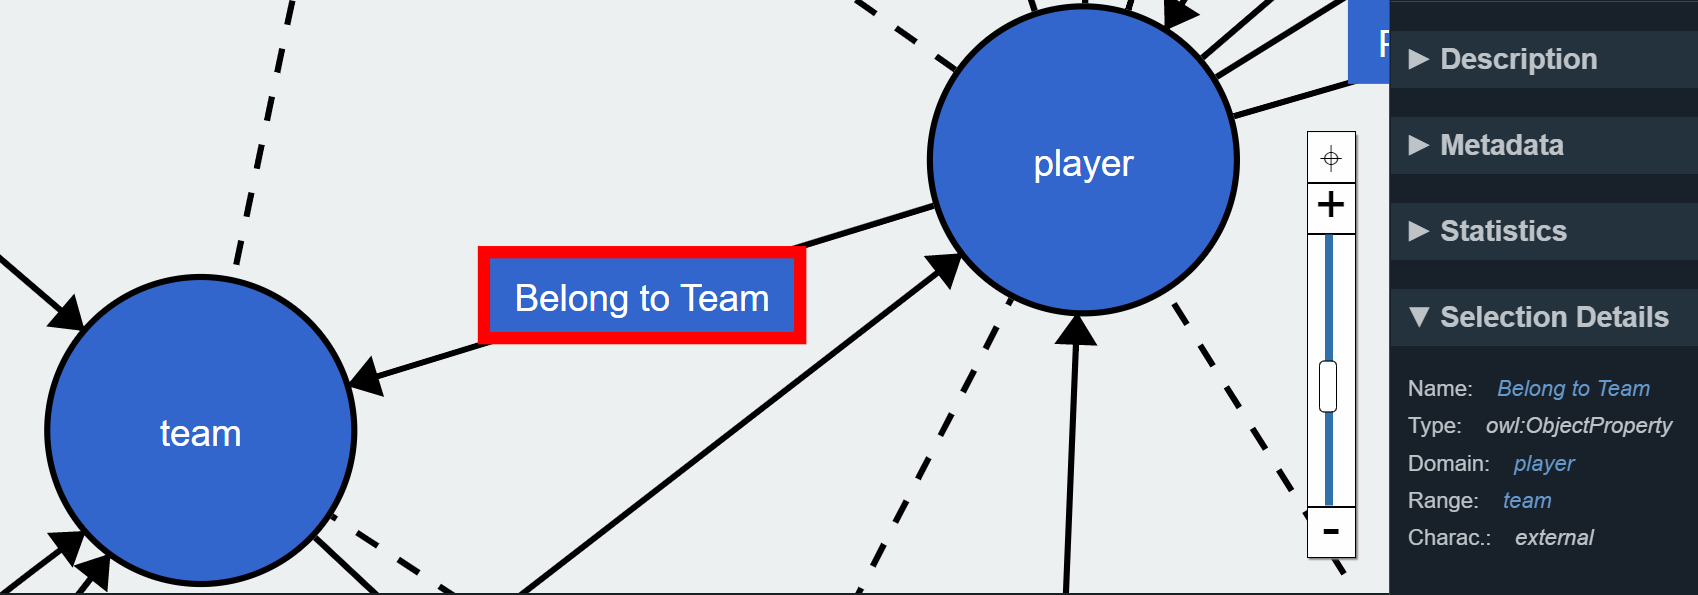 player
Belong to Team
team
+
-
▶ Description
▶ Metadata
▶ Statistics
▼ Selection Details
Name: Belong to Team
Type: owl:ObjectProperty
Domain: player
Range: team
Charac.: external